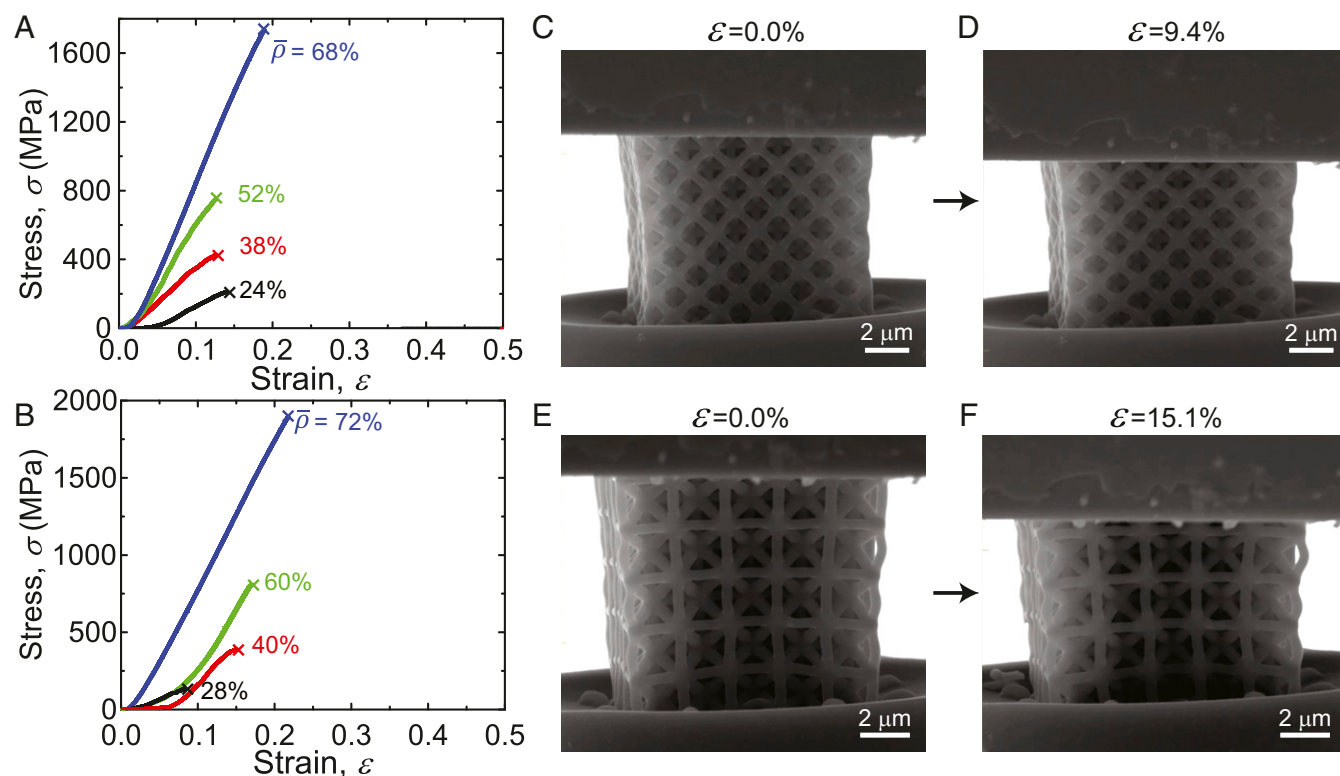 A
Stress, σ (MPa)
1600
1200
800
400
0
ρ̅ = 68%
52%
38%
24%
0.0 0.1 0.2 0.3 0.4 0.5
Strain, ε
B
Stress, σ (MPa)
2000
1500
1000
500
0
ρ̅ = 72%
60%
40%
28%
0.0 0.1 0.2 0.3 0.4 0.5
Strain, ε
C
ε=0.0%
2 μm
D
ε=9.4%
2 μm
E
ε=0.0%
2 μm
F
ε=15.1%
2 μm